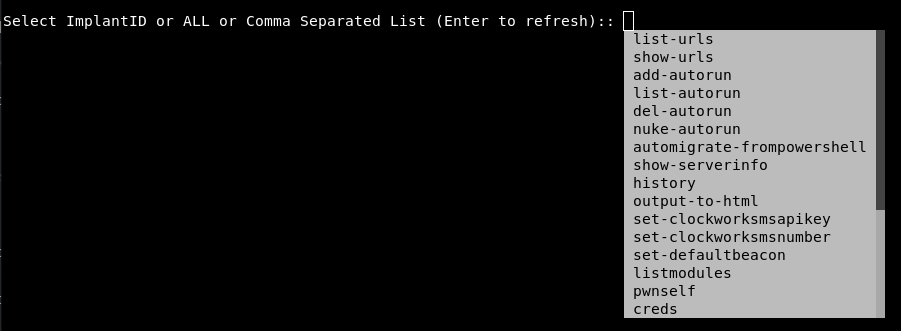 Select ImplantID or ALL or Comma Separated List (Enter to refresh)::
list-urls
show-urls
add-autorun
list-autorun
del-autorun
nuke-autorun
automigrate-frompowershell
show-serverinfo
history
output-to-html
set-clockworksmsapikey
set-clockworksmsnumber
set-defaultbeacon
listmodules
pwnself
creds